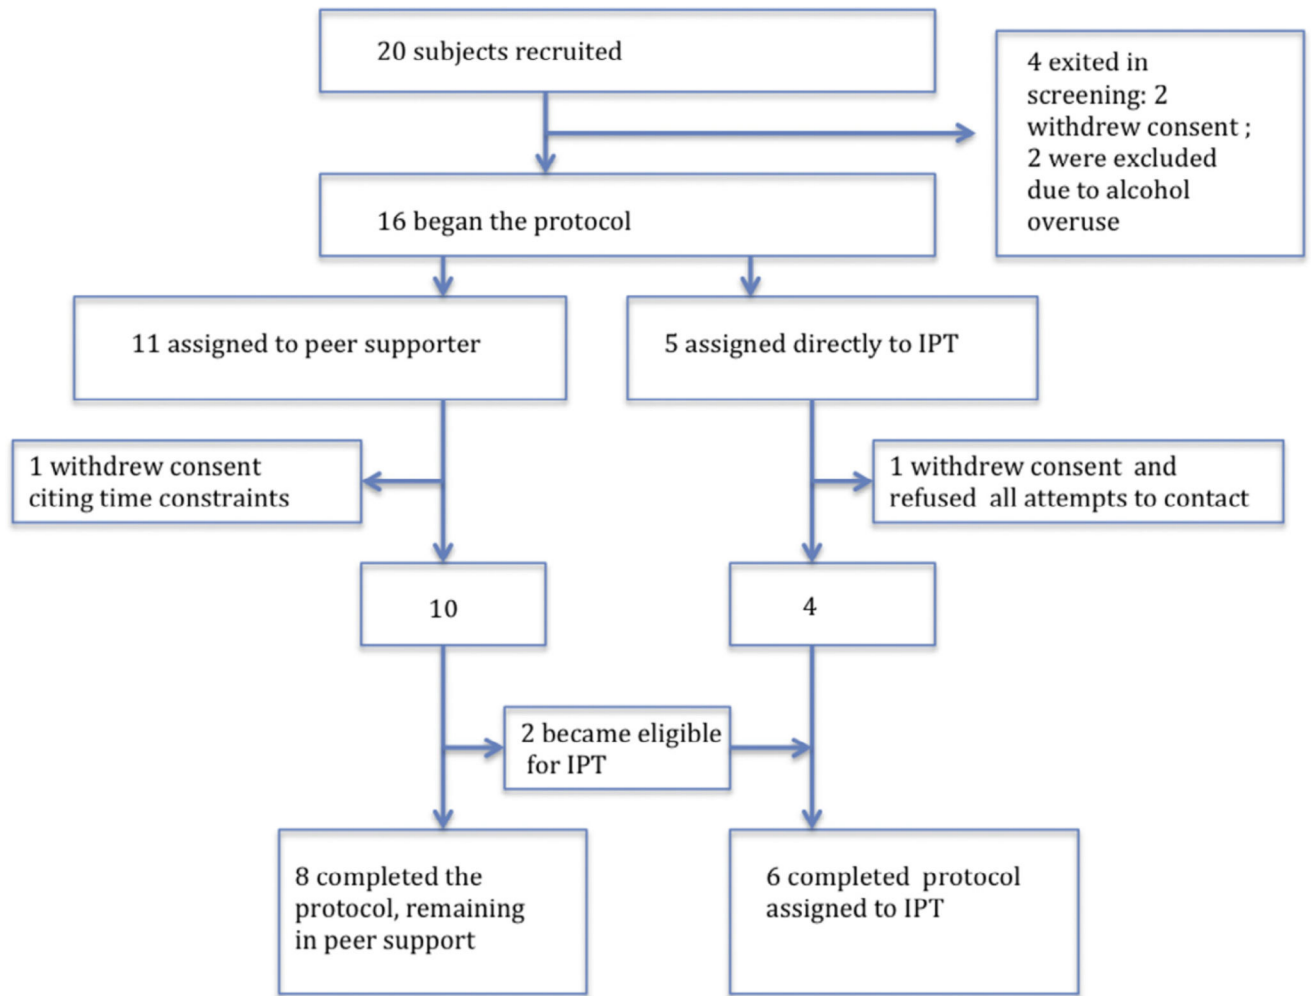 20 subjects recruited
4 exited in
screening: 2
withdrew consent ;
2 were excluded
due to alcohol
overuse
16 began the protocol
11 assigned to peer supporter
5 assigned directly to IPT
1 withdrew consent
citing time constraints
1 withdrew consent and
refused all attempts to contact
10
4
2 became eligible
for IPT
8 completed the
protocol, remaining
in peer support
6 completed protocol
assigned to IPT